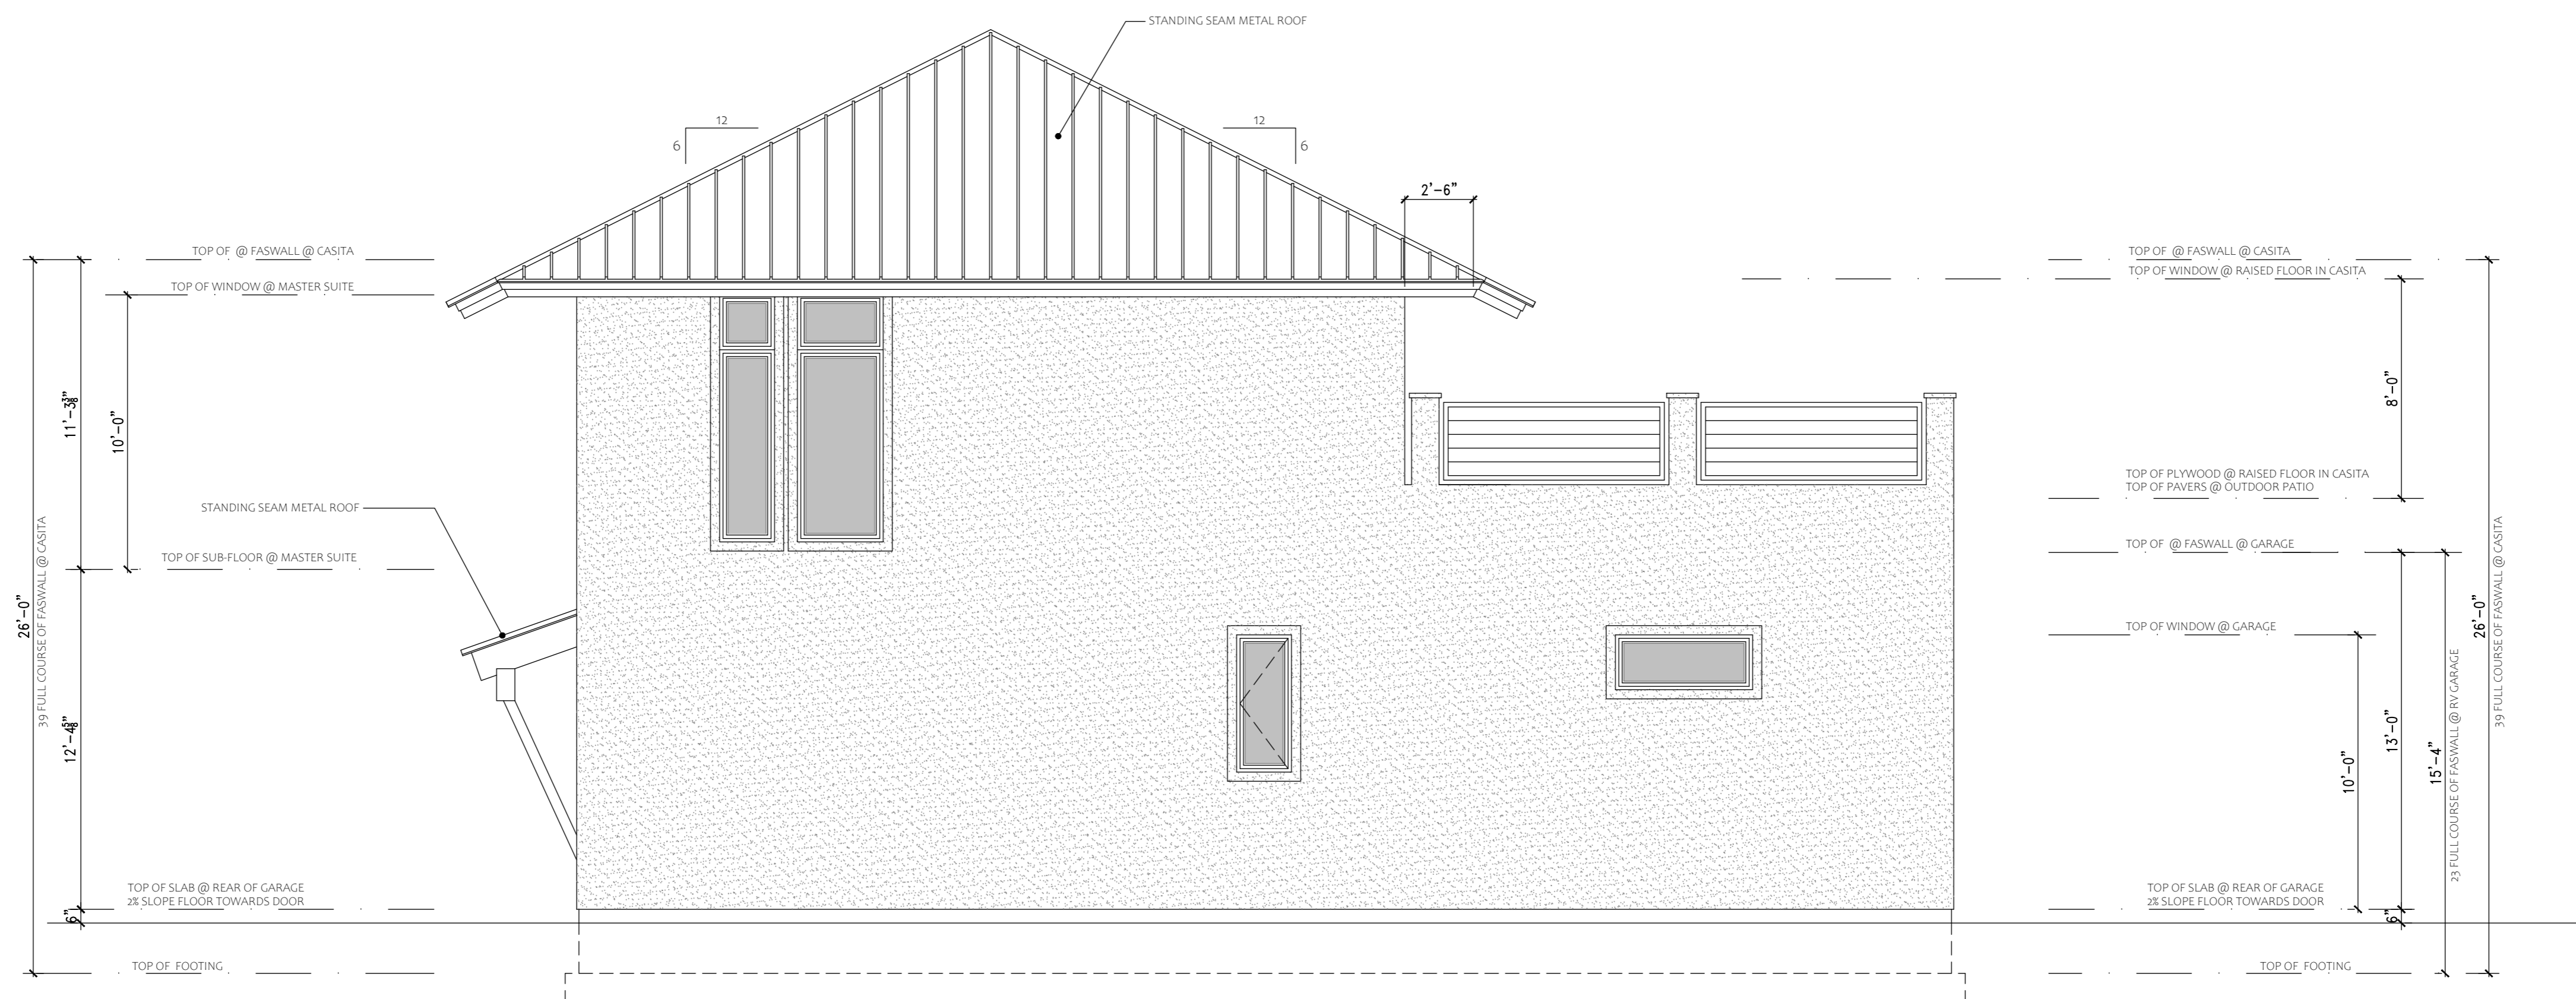 STANDING SEAM METAL ROOF
12
6
12
6
2'-6"
TOP OF @ FASWALL @ CASITA
TOP OF WINDOW @ MASTER SUITE
11'-3⅜"
10'-0"
STANDING SEAM METAL ROOF
TOP OF SUB-FLOOR @ MASTER SUITE
26'-0"
39 FULL COURSE OF FASWALL @ CASITA
12'-4⅝"
TOP OF SLAB @ REAR OF GARAGE
2% SLOPE FLOOR TOWARDS DOOR
6"
TOP OF FOOTING
TOP OF @ FASWALL @ CASITA
TOP OF WINDOW @ RAISED FLOOR IN CASITA
8'-0"
TOP OF PLYWOOD @ RAISED FLOOR IN CASITA
TOP OF PAVERS @ OUTDOOR PATIO
TOP OF @ FASWALL @ GARAGE
TOP OF WINDOW @ GARAGE
10'-0"
13'-0"
15'-4"
23 FULL COURSE OF FASWALL @ RV GARAGE
26'-0"
39 FULL COURSE OF FASWALL @ CASITA
TOP OF SLAB @ REAR OF GARAGE
2% SLOPE FLOOR TOWARDS DOOR
6"
TOP OF FOOTING